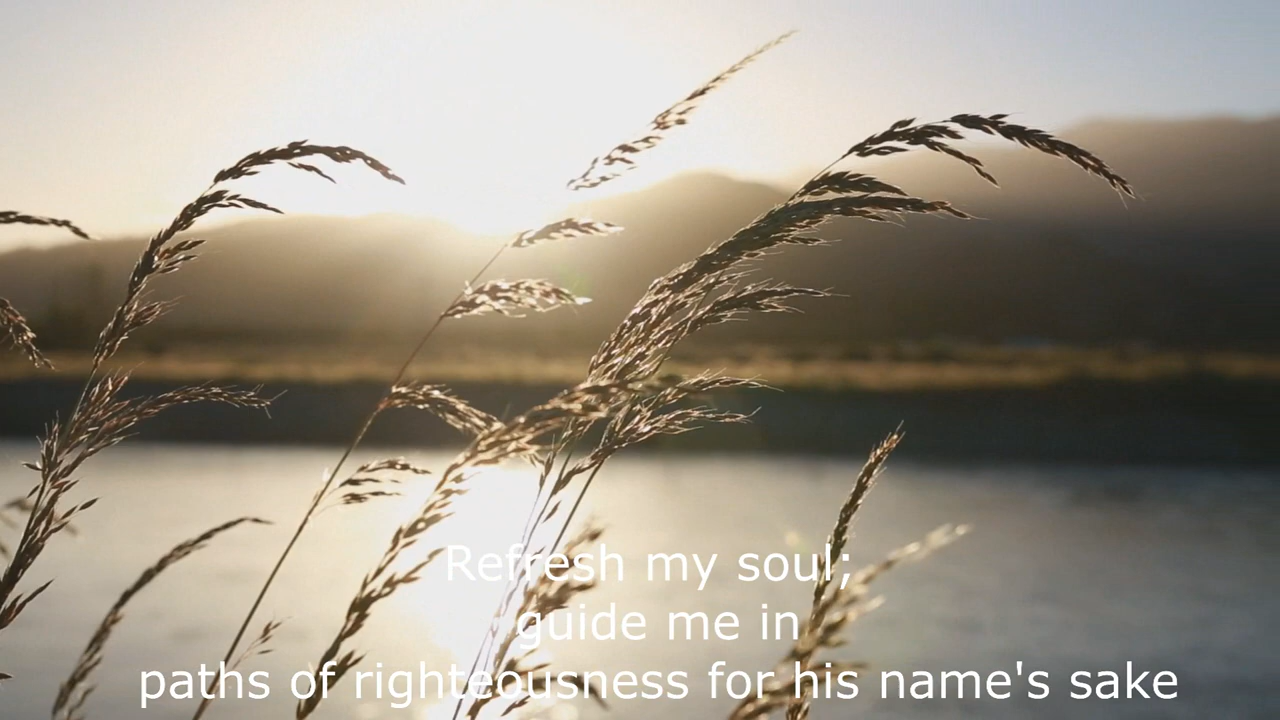 Refresh my soul;
guide me in
paths of righteousness for his name's sake